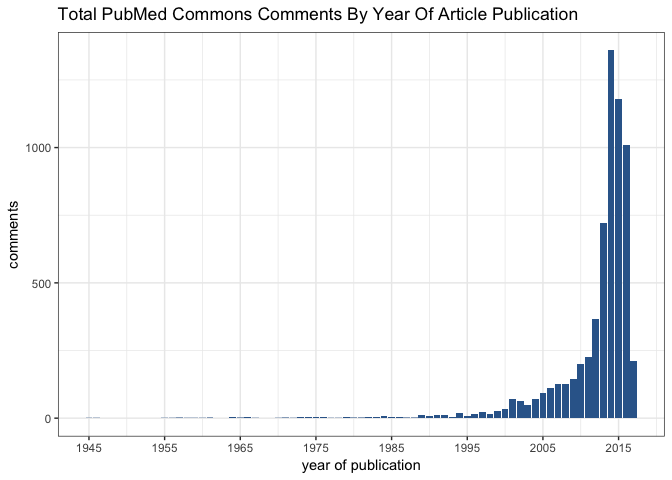 Total PubMed Commons Comments By Year Of Article Publication
comments
1000
500
0
1945 1955 1965 1975 1985 1995 2005 2015
year of publication